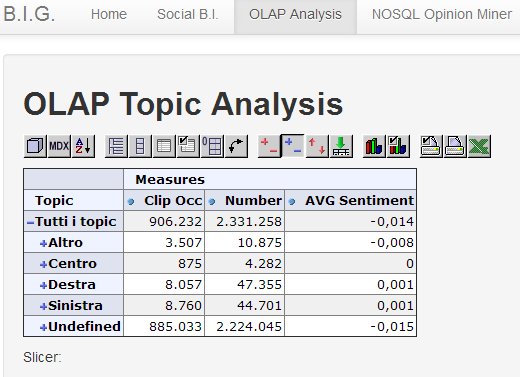 B.I.G. Home Social B.I. OLAP Analysis NOSQL Opinion Miner
OLAP Topic Analysis
MDX
Measures
Topic Clip Occ Number AVG Sentiment
Tutti i topic 906.232 2.331.258 -0,014
Altro 3.507 10.875 -0,008
Centro 875 4.282 0
Destra 8.057 47.355 0,001
Sinistra 8.760 44.701 0,001
Undefined 885.033 2.224.045 -0,015
Slicer: